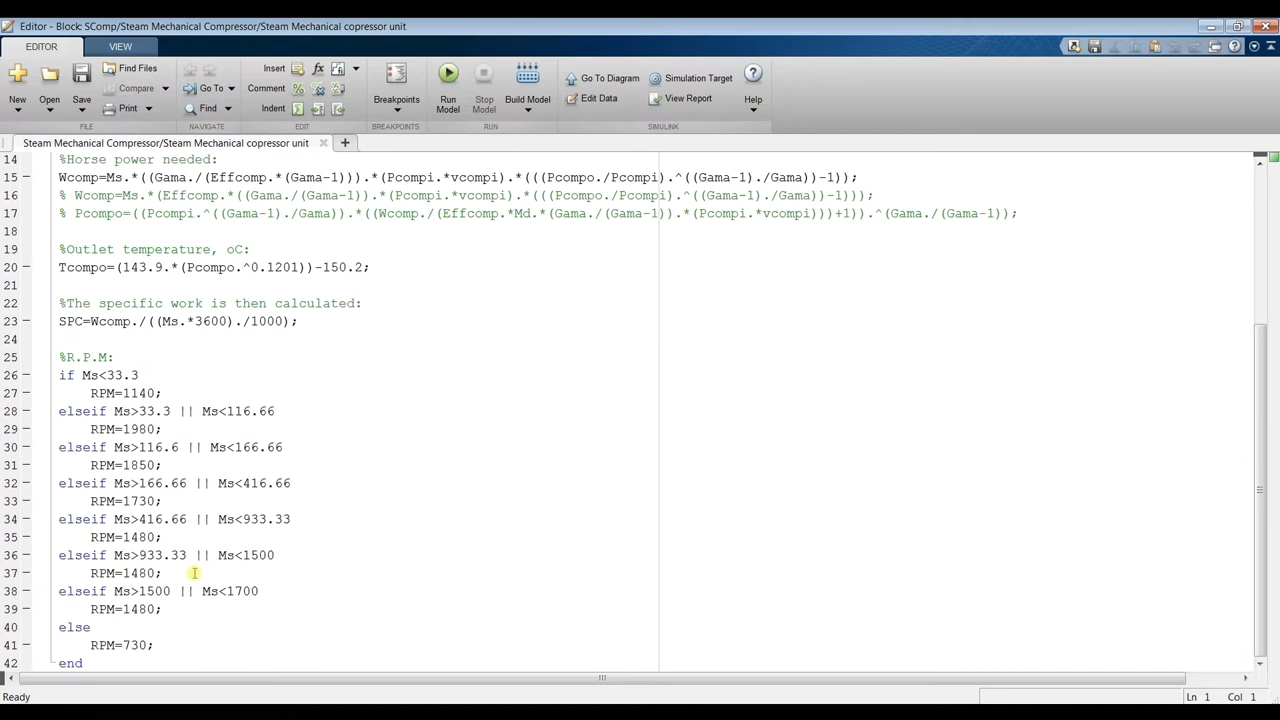 Editor - Block: SComp/Steam Mechanical Compressor/Steam Mechanical copressor unit
EDITOR VIEW
New Open Save Find Files Compare Print Go To Find Insert fx Comment Indent Breakpoints Run Model Stop Model Build Model Go To Diagram Simulation Target Edit Data View Report Help
FILE NAVIGATE EDIT BREAKPOINTS RUN SIMULINK
Steam Mechanical Compressor/Steam Mechanical copressor unit
14 %Horse power needed:
15 Wcomp=Ms.*((Gama./(Effcomp.*(Gama-1))).*(Pcompi.*vcompi).*(((Pcompo./Pcompi).^((Gama-1)./Gama))-1));
16 % Wcomp=Ms.*(Effcomp.*((Gama./(Gama-1)).*(Pcompi.*vcompi).*(((Pcompo./Pcompi).^((Gama-1)./Gama))-1)));
17 % Pcompo=((Pcompi.^((Gama-1)./Gama)).*((Wcomp./(Effcomp.*Md.*(Gama./(Gama-1)).*(Pcompi.*vcompi)))+1)).^(Gama./(Gama-1));
18
19 %Outlet temperature, oC:
20 Tcompo=(143.9.*(Pcompo.^0.1201))-150.2;
21
22 %The specific work is then calculated:
23 SPC=Wcomp./((Ms.*3600)./1000);
24
25 %R.P.M:
26 if Ms<33.3
27 RPM=1140;
28 elseif Ms>33.3 || Ms<116.66
29 RPM=1980;
30 elseif Ms>116.6 || Ms<166.66
31 RPM=1850;
32 elseif Ms>166.66 || Ms<416.66
33 RPM=1730;
34 elseif Ms>416.66 || Ms<933.33
35 RPM=1480;
36 elseif Ms>933.33 || Ms<1500
37 RPM=1480;
38 elseif Ms>1500 || Ms<1700
39 RPM=1480;
40 else
41 RPM=730;
42 end
Ready Ln 1 Col 1